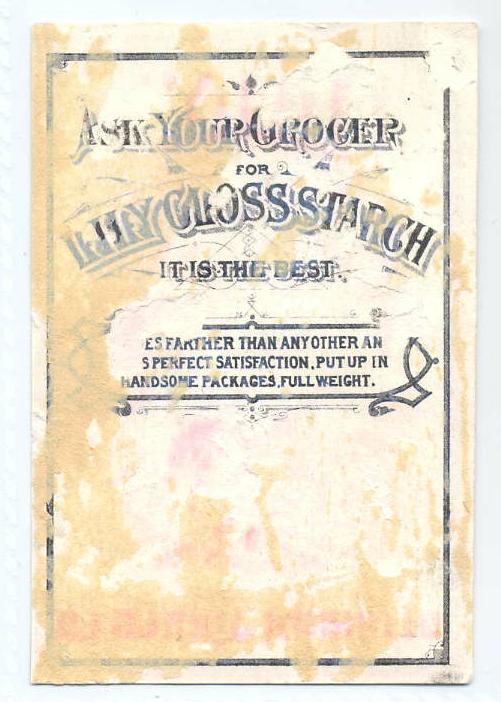 ASK YOUR GROCER
FOR
GLOSS STARCH
IT IS THE BEST.
ES FARTHER THAN ANY OTHER AN
S PERFECT SATISFACTION, PUT UP IN
HANDSOME PACKAGES, FULL WEIGHT.